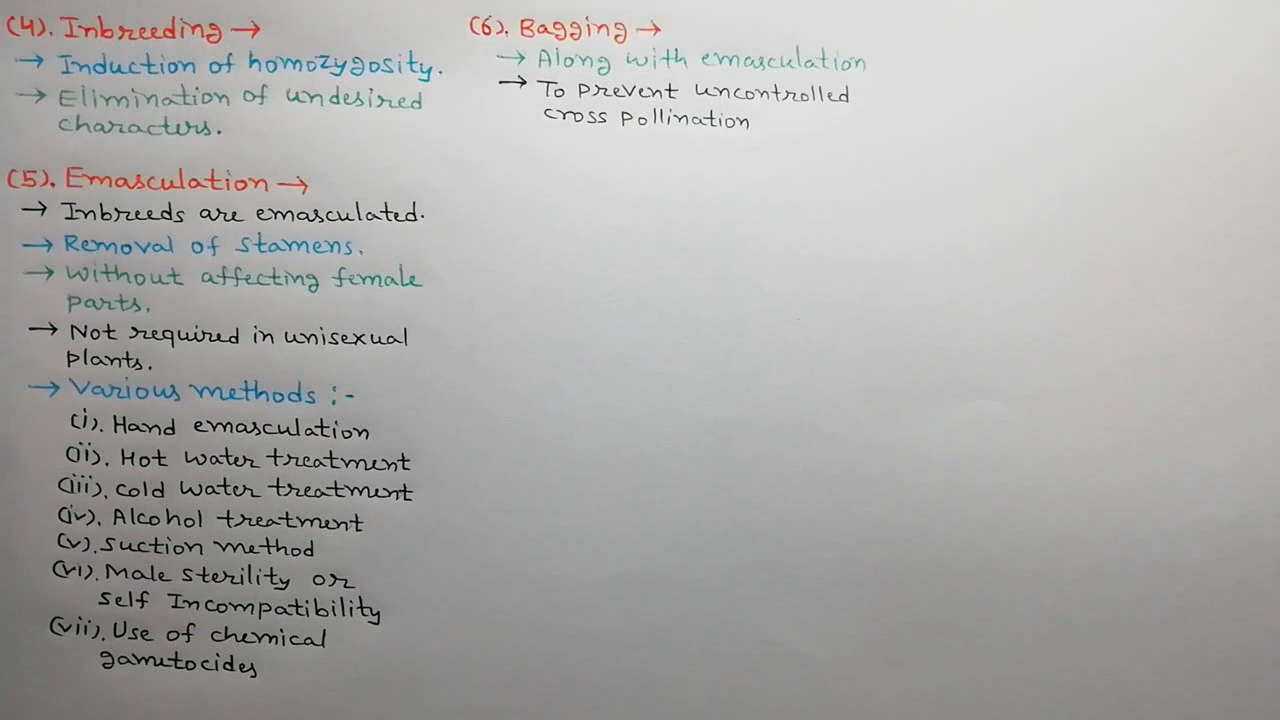 (4). Inbreeding →
→ Induction of homozygosity.
→ Elimination of undesired
characters.
(5). Emasculation →
→ Inbreeds are emasculated.
→ Removal of stamens.
→ Without affecting female
parts.
→ Not required in unisexual
plants.
→ Various methods :-
(i). Hand emasculation
(ii). Hot water treatment
(iii). Cold water treatment
(iv). Alcohol treatment
(v). Suction method
(vi). Male sterility or
self Incompatibility
(vii). Use of chemical
gametocides
(6). Bagging →
→ Along with emasculation
→ To prevent uncontrolled
cross pollination